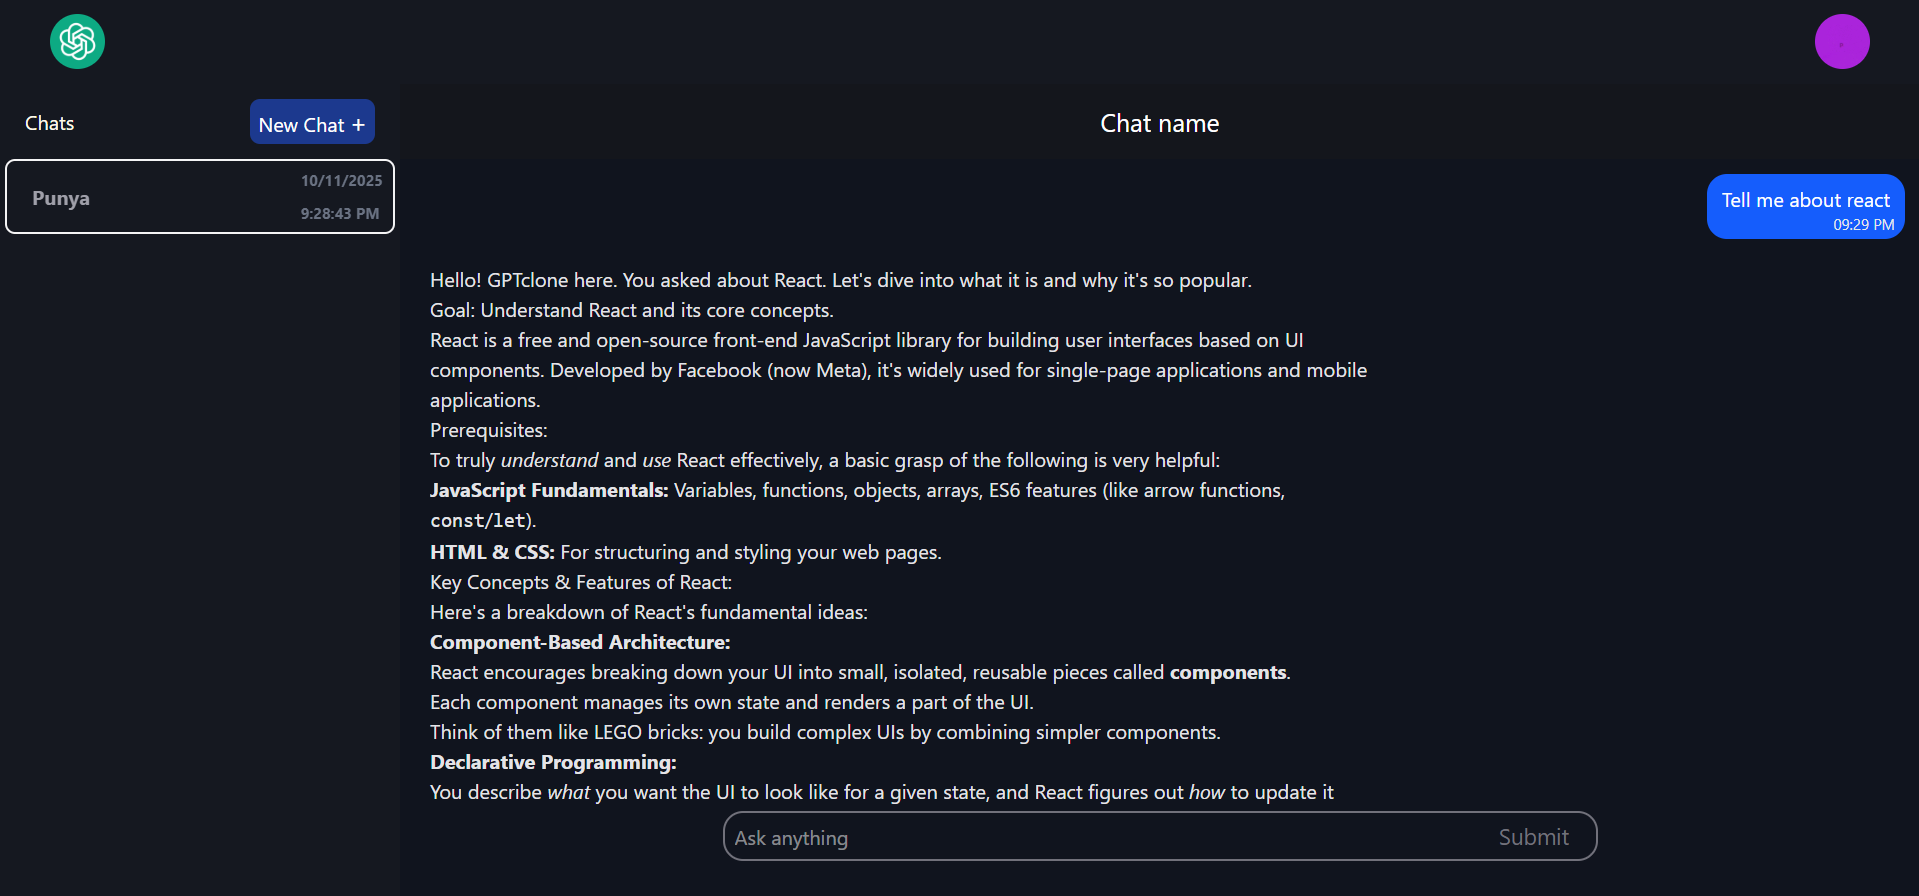 Chats
New Chat +
Chat name
Punya
10/11/2025
9:28:43 PM
Tell me about react
09:29 PM
Hello! GPTclone here. You asked about React. Let's dive into what it is and why it's so popular.
Goal: Understand React and its core concepts.
React is a free and open-source front-end JavaScript library for building user interfaces based on UI
components. Developed by Facebook (now Meta), it's widely used for single-page applications and mobile
applications.
Prerequisites:
To truly understand and use React effectively, a basic grasp of the following is very helpful:
JavaScript Fundamentals: Variables, functions, objects, arrays, ES6 features (like arrow functions,
const/let).
HTML & CSS: For structuring and styling your web pages.
Key Concepts & Features of React:
Here's a breakdown of React's fundamental ideas:
Component-Based Architecture:
React encourages breaking down your UI into small, isolated, reusable pieces called components.
Each component manages its own state and renders a part of the UI.
Think of them like LEGO bricks: you build complex UIs by combining simpler components.
Declarative Programming:
You describe what you want the UI to look like for a given state, and React figures out how to update it
Ask anything
Submit